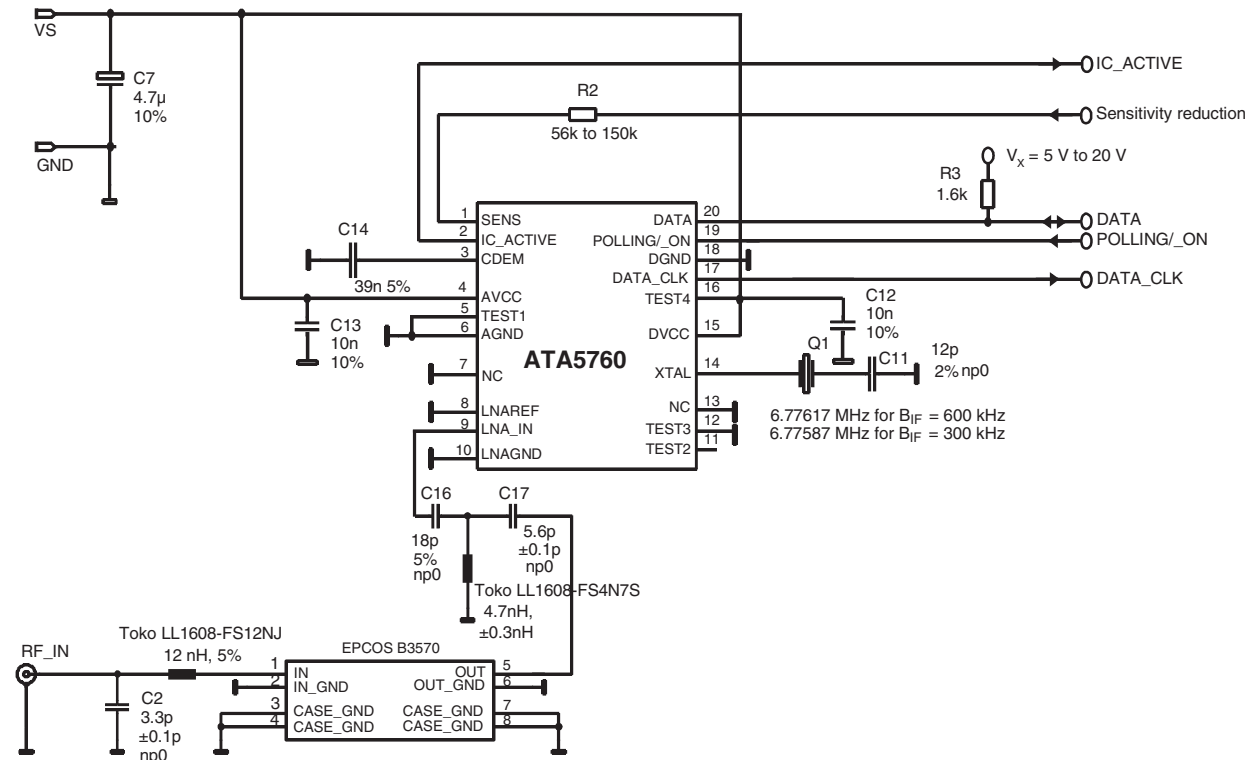 VS
C7
4.7µ
10%
GND
IC_ACTIVE
R2
56k to 150k
Sensitivity reduction
VX = 5 V to 20 V
R3
1.6k
DATA
POLLING/_ON
DATA_CLK
C14
39n 5%
C13
10n
10%
1 SENS
2 IC_ACTIVE
3 CDEM
4 AVCC
5 TEST1
6 AGND
7 NC
8 LNAREF
9 LNA_IN
10 LNAGND
ATA5760
DATA 20
POLLING/_ON 19
DGND 18
DATA_CLK 17
TEST4 16
DVCC 15
XTAL 14
NC 13
TEST3 12
TEST2 11
C12
10n
10%
Q1
C11
12p
2% np0
6.77617 MHz for BIF = 600 kHz
6.77587 MHz for BIF = 300 kHz
C16
18p
5%
np0
C17
5.6p
±0.1p
np0
Toko LL1608-FS4N7S
4.7nH,
±0.3nH
RF_IN
Toko LL1608-FS12NJ
12 nH, 5%
C2
3.3p
±0.1p
np0
EPCOS B3570
1 IN
2 IN_GND
3 CASE_GND
4 CASE_GND
OUT 5
OUT_GND 6
CASE_GND 7
CASE_GND 8